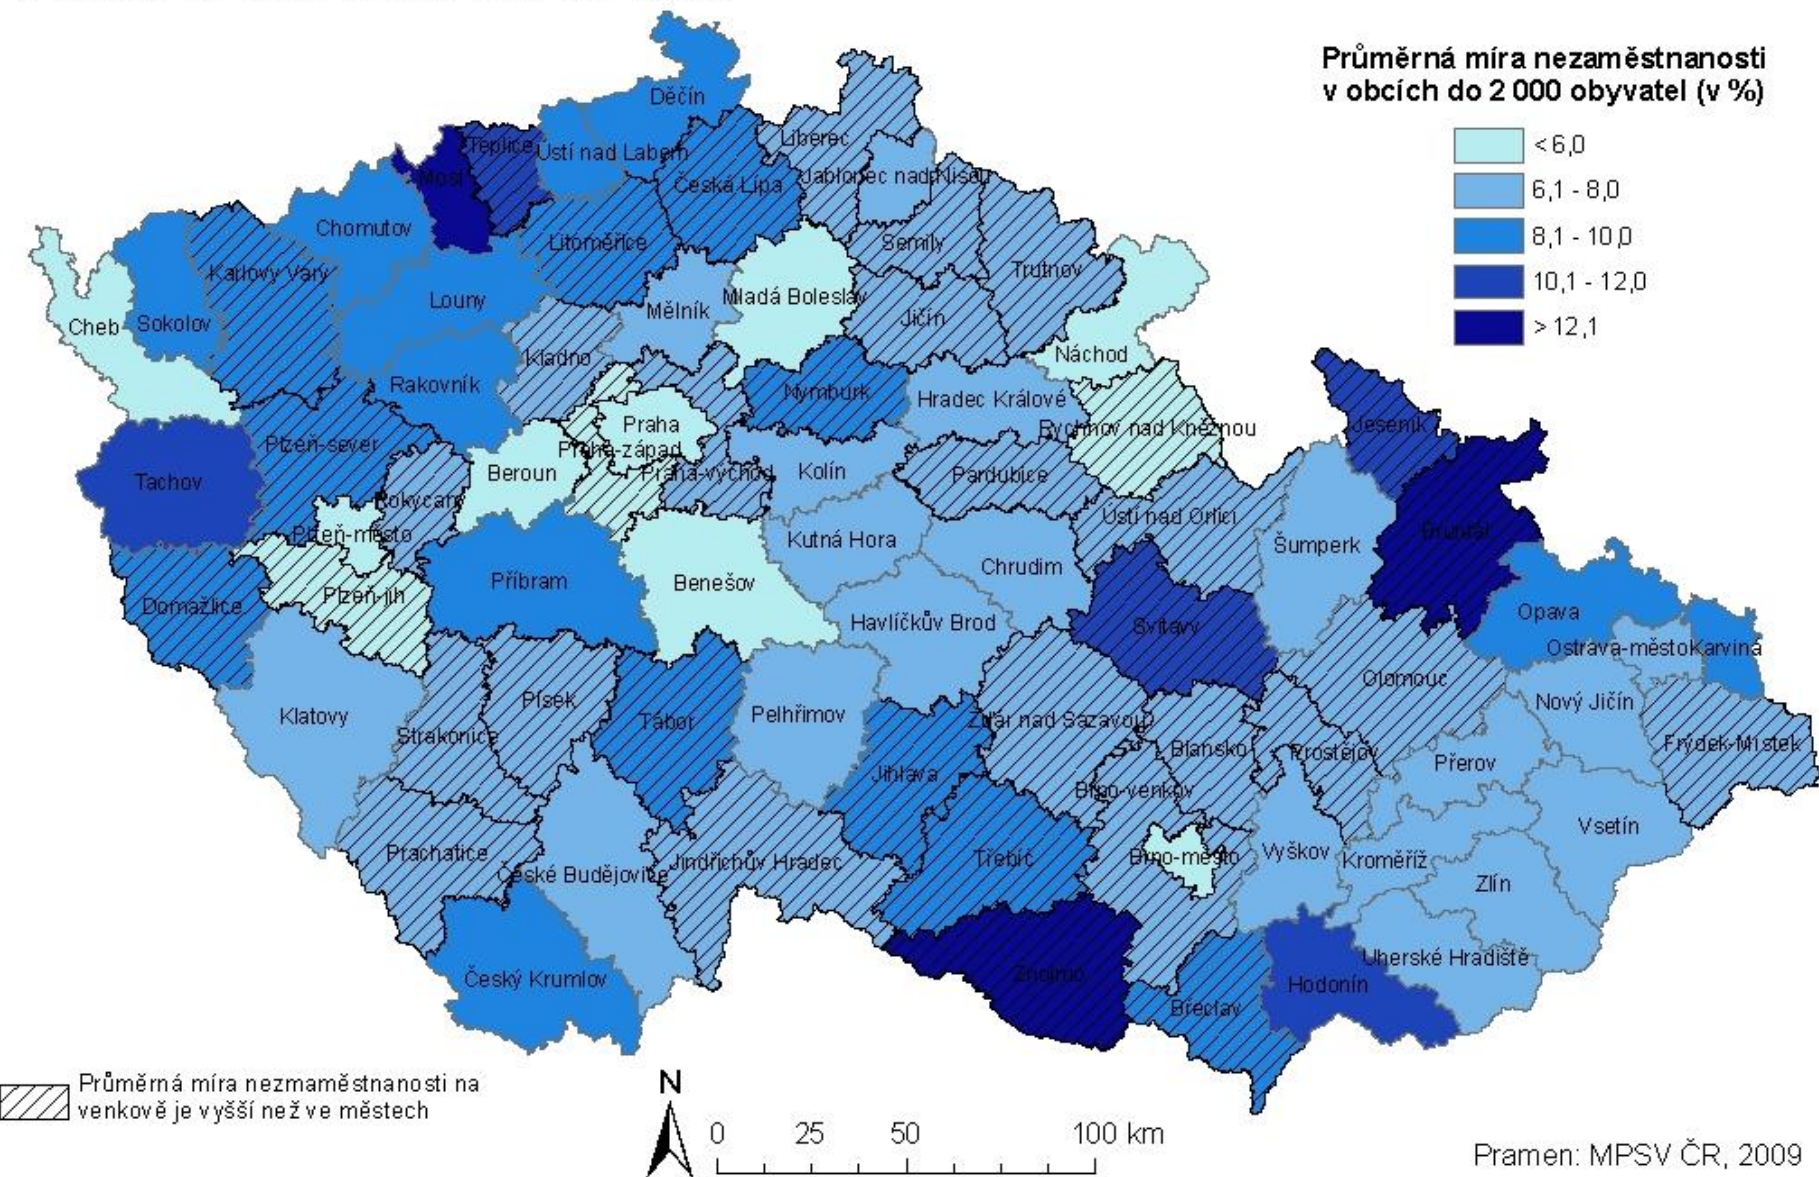 Průměrná míra nezaměstnanosti
v obcích do 2 000 obyvatel (v %)
< 6,0
6,1 - 8,0
8,1 - 10,0
10,1 - 12,0
> 12,1
Děčín
Liberec
Teplice
Ústí nad Labem
Most
Česká Lípa
Jablonec nad Nisou
Chomutov
Litoměřice
Semily
Karlovy Vary
Trutnov
Louny
Mladá Boleslav
Mělník
Jičín
Cheb
Sokolov
Kladno
Náchod
Rakovník
Nymburk
Hradec Králové
Praha
Rychnov nad Kněžnou
Jeseník
Plzeň-sever
Praha-západ
Beroun
Praha-východ
Kolín
Pardubice
Tachov
Rokycany
Ústí nad Orlicí
Plzeň-město
Kutná Hora
Bruntál
Šumperk
Chrudim
Příbram
Benešov
Plzeň-jih
Domažlice
Opava
Havlíčkův Brod
Svitavy
Ostrava-město
Karviná
Olomouc
Písek
Nový Jičín
Klatovy
Pelhřimov
Tábor
Žďár nad Sázavou
Strakonice
Blansko
Prostějov
Frýdek-Místek
Přerov
Jihlava
Brno-venkov
Vsetín
Prachatice
Vyškov
Třebíč
Brno-město
Kroměříž
Jindřichův Hradec
České Budějovice
Zlín
Uherské Hradiště
Český Krumlov
Znojmo
Hodonín
Břeclav
Průměrná míra nezmaměstnanosti na
venkově je vyšší než ve městech
N
0 25 50 100 km
Pramen: MPSV ČR, 2009